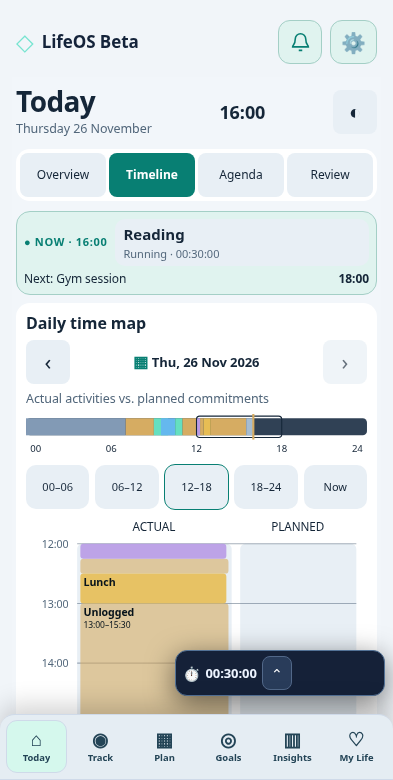 LifeOS Beta
Today
Thursday 26 November
16:00
Overview
Timeline
Agenda
Review
● NOW · 16:00
Reading
Running · 00:30:00
Next: Gym session
18:00
Daily time map
Thu, 26 Nov 2026
Actual activities vs. planned commitments
00 06 12 18 24
00–06
06–12
12–18
18–24
Now
ACTUAL
PLANNED
12:00
Lunch
13:00
Unlogged
13:00–15:30
14:00
00:30:00
Today
Track
Plan
Goals
Insights
My Life